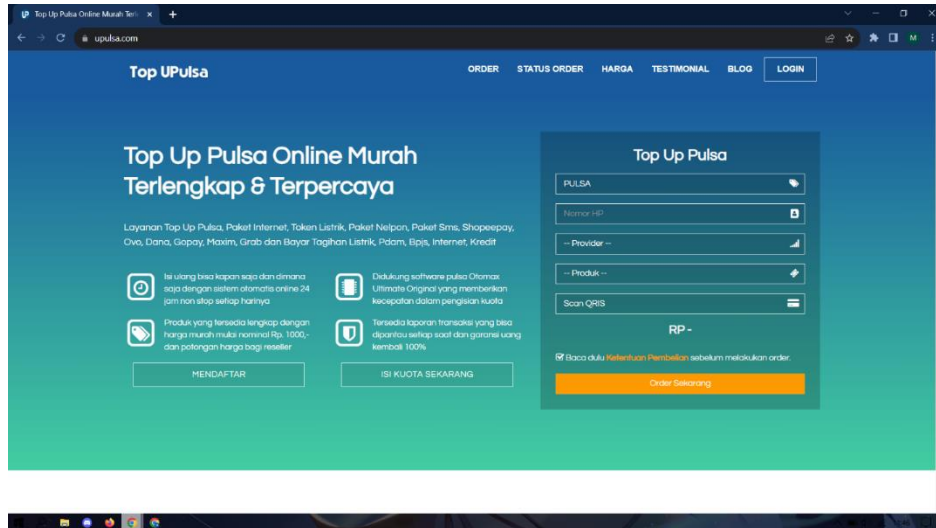 Top Up Pulsa Online Murah Terl
upulsa.com
M
Top UPulsa
ORDER STATUS ORDER HARGA TESTIMONIAL BLOG LOGIN
Top Up Pulsa Online Murah
Terlengkap & Terpercaya
Layanan Top Up Pulsa, Paket Internet, Token Listrik, Paket Nelpon, Paket Sms, Shopeepay,
Ovo, Dana, Gopay, Maxim, Grab dan Bayar Tagihan Listrik, Pdam, Bpjs, Internet, Kredit
Isi ulang bisa kapan saja dan dimana
saja dengan sistem otomatis online 24
jam non stop setiap harinya
Didukung software pulsa Otomax
Ultimate Original yang memberikan
kecepatan dalam pengisian kuota
Produk yang tersedia lengkap dengan
harga murah mulai nominal Rp. 1000,-
dan potongan harga bagi reseller
Tersedia laporan transaksi yang bisa
dipantau setiap saat dan garansi uang
kembali 100%
MENDAFTAR
ISI KUOTA SEKARANG
Top Up Pulsa
PULSA
Nomor HP
-- Provider --
-- Produk --
Scan QRIS
RP -
Baca dulu Ketentuan Pembelian sebelum melakukan order.
Order Sekarang